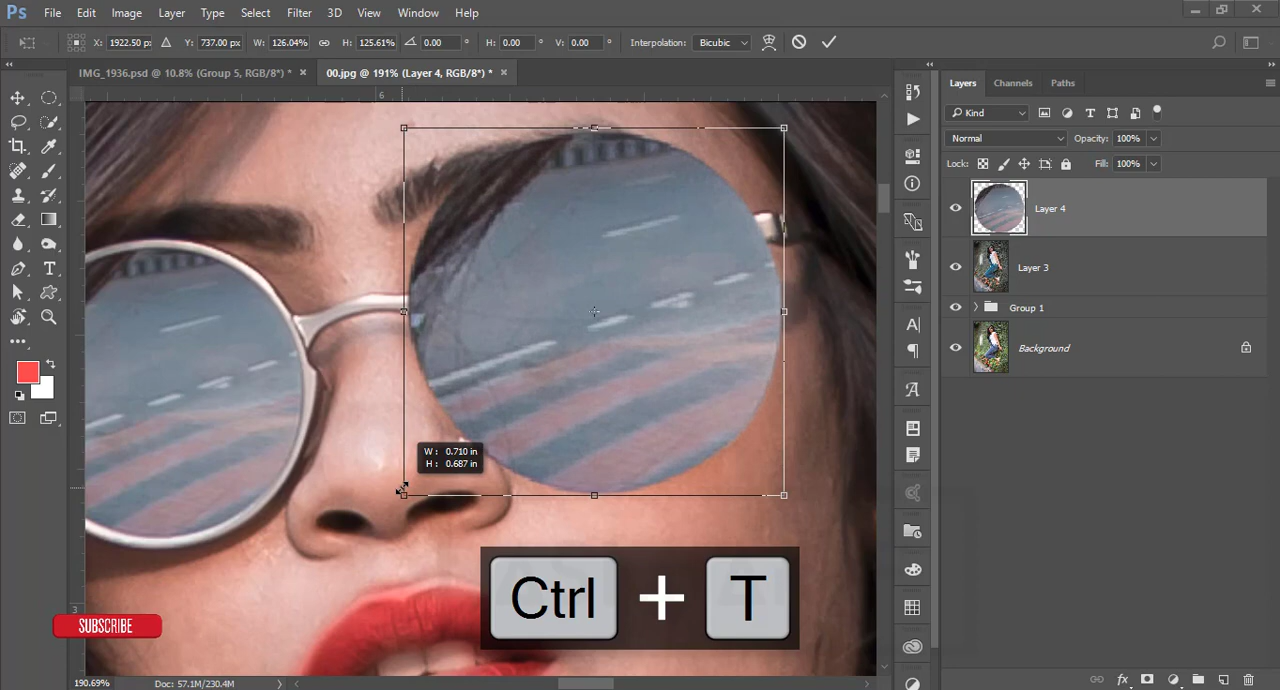 Ps File Edit Image Layer Type Select Filter 3D View Window Help
X: 1922.50 px Y: 737.00 px W: 126.04% H: 125.61% 0.00 ° H: 0.00 ° V: 0.00 ° Interpolation: Bicubic
IMG_1936.psd @ 10.8% (Group 5, RGB/8*) * × 00.jpg @ 191% (Layer 4, RGB/8*) * ×
6
Layers Channels Paths
Kind
Normal Opacity: 100%
Lock: Fill: 100%
Layer 4
Layer 3
Group 1
Background
W: 0.710 in
H: 0.687 in
Ctrl + T
3
SUBSCRIBE
190.69% Doc: 57.1M/230.4M